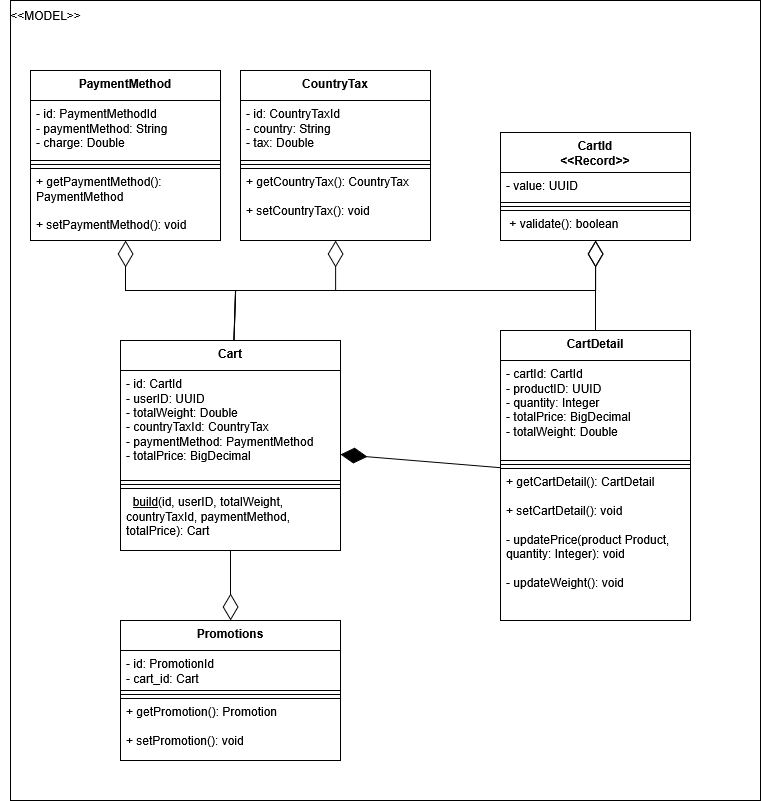 <<MODEL>>
PaymentMethod
- id: PaymentMethodId
- paymentMethod: String
- charge: Double
+ getPaymentMethod():
PaymentMethod
+ setPaymentMethod(): void
CountryTax
- id: CountryTaxId
- country: String
- tax: Double
+ getCountryTax(): CountryTax
+ setCountryTax(): void
CartId
<<Record>>
- value: UUID
+ validate(): boolean
Cart
- id: CartId
- userID: UUID
- totalWeight: Double
- countryTaxId: CountryTax
- paymentMethod: PaymentMethod
- totalPrice: BigDecimal
build(id, userID, totalWeight,
countryTaxId, paymentMethod,
totalPrice): Cart
CartDetail
- cartId: CartId
- productID: UUID
- quantity: Integer
- totalPrice: BigDecimal
- totalWeight: Double
+ getCartDetail(): CartDetail
+ setCartDetail(): void
- updatePrice(product Product,
quantity: Integer): void
- updateWeight(): void
Promotions
- id: PromotionId
- cart_id: Cart
+ getPromotion(): Promotion
+ setPromotion(): void